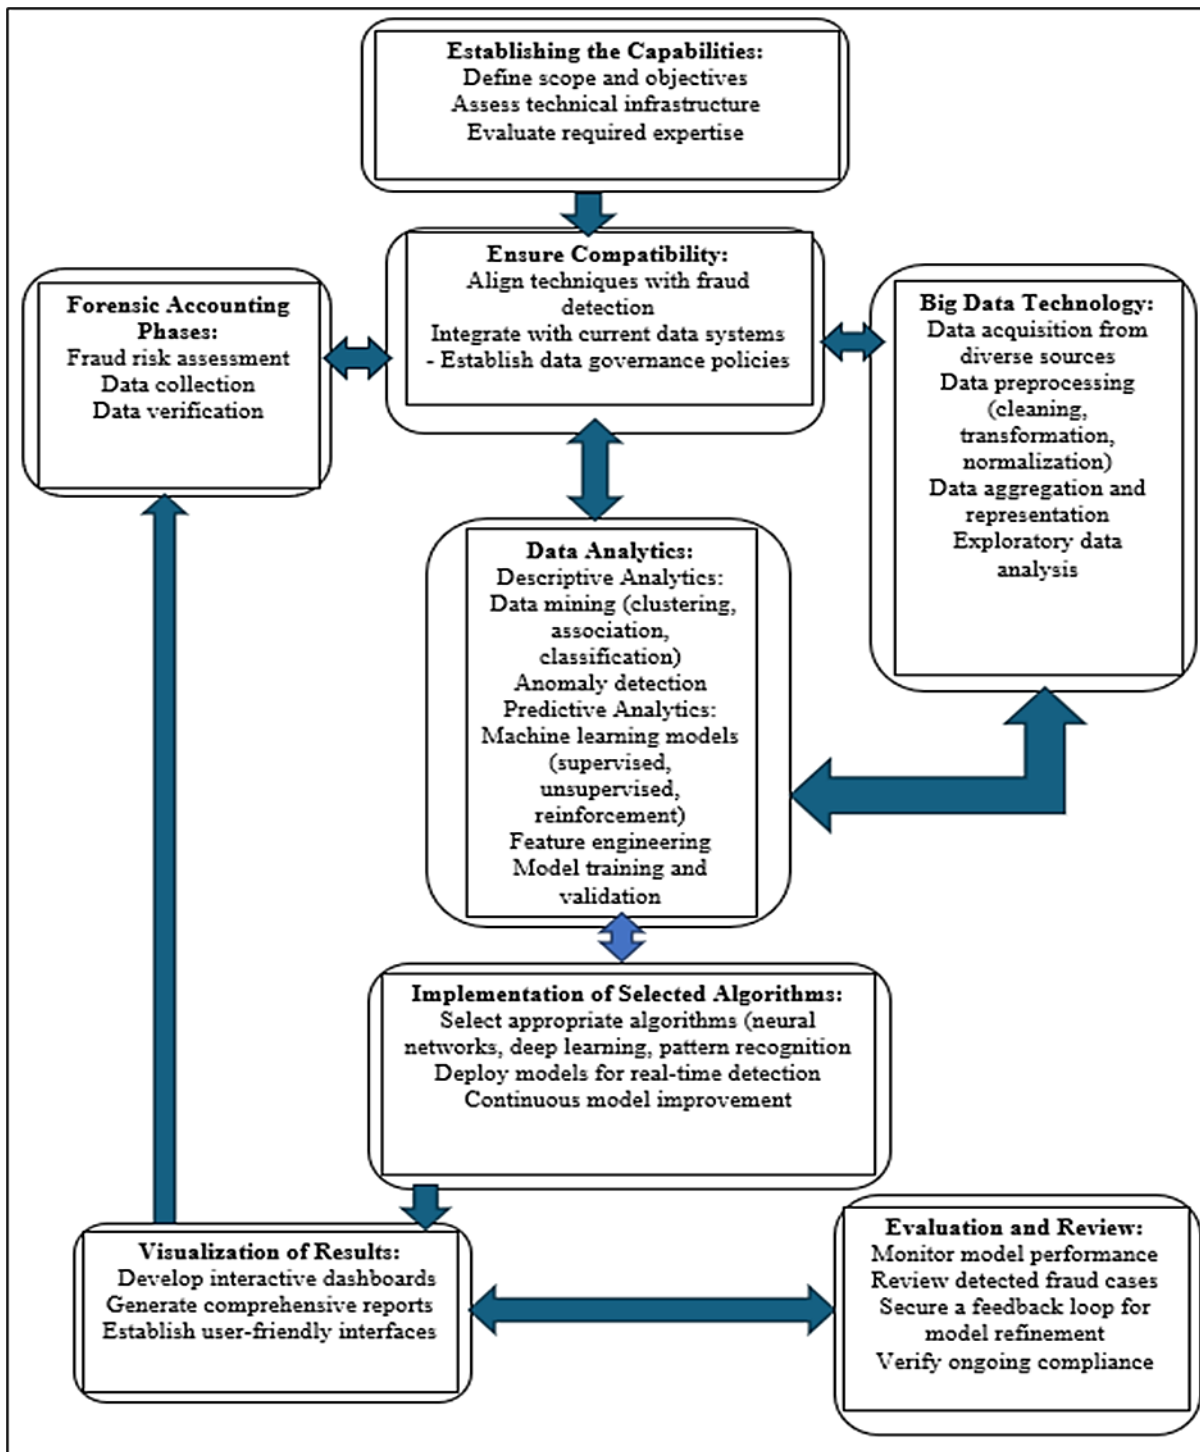 Establishing the Capabilities:
Define scope and objectives
Assess technical infrastructure
Evaluate required expertise
Ensure Compatibility:
Align techniques with fraud
detection
Integrate with current data systems
- Establish data governance policies
Forensic Accounting
Phases:
Fraud risk assessment
Data collection
Data verification
Big Data Technology:
Data acquisition from
diverse sources
Data preprocessing
(cleaning,
transformation,
normalization)
Data aggregation and
representation
Exploratory data
analysis
Data Analytics:
Descriptive Analytics:
Data mining (clustering,
association,
classification)
Anomaly detection
Predictive Analytics:
Machine learning models
(supervised,
unsupervised,
reinforcement)
Feature engineering
Model training and
validation
Implementation of Selected Algorithms:
Select appropriate algorithms (neural
networks, deep learning, pattern recognition
Deploy models for real-time detection
Continuous model improvement
Visualization of Results:
Develop interactive dashboards
Generate comprehensive reports
Establish user-friendly interfaces
Evaluation and Review:
Monitor model performance
Review detected fraud cases
Secure a feedback loop for
model refinement
Verify ongoing compliance